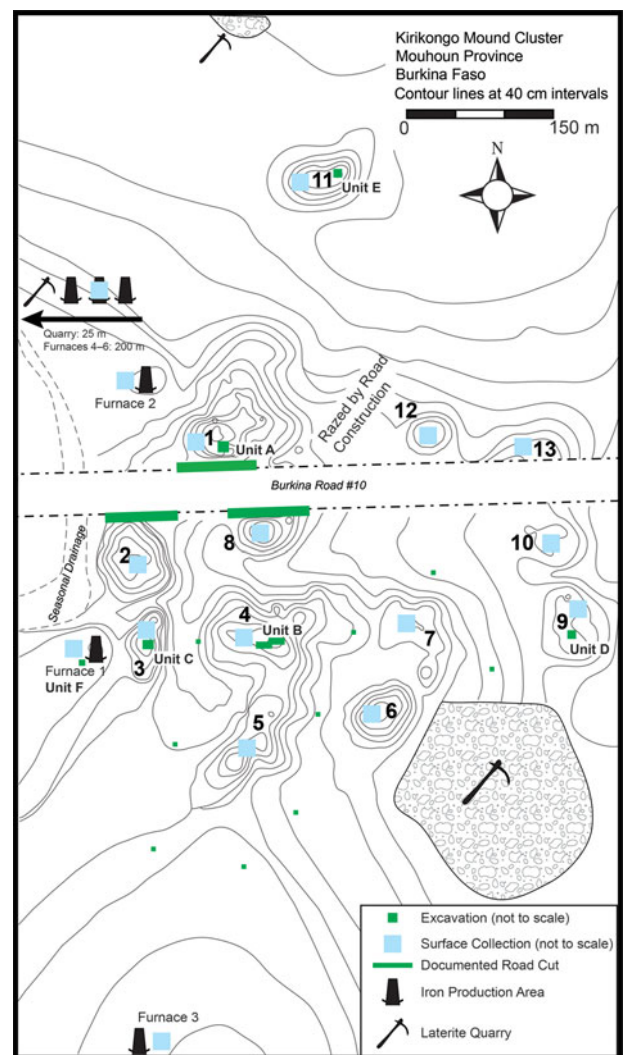 Kirikongo Mound Cluster
Mouhoun Province
Burkina Faso
Contour lines at 40 cm intervals
0 150 m
N
11
Unit E
Quarry: 25 m
Furnaces 4–6: 200 m
Furnace 2
Razed by Road
Construction
12
1
Unit A
13
Burkina Road #10
Seasonal Drainage
2
8
10
4
Unit B
7
9
Unit D
3
Unit C
Furnace 1
Unit F
5
6
Excavation (not to scale)
Surface Collection (not to scale)
Documented Road Cut
Iron Production Area
Laterite Quarry
Furnace 3